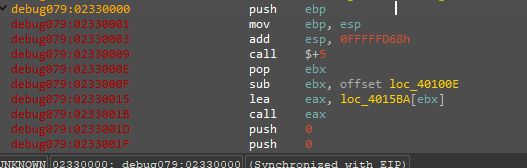 debug079:02330000 push ebp
debug079:02330001 mov ebp, esp
debug079:02330003 add esp, 0FFFFFD68h
debug079:02330009 call $+5
debug079:0233000E pop ebx
debug079:0233000F sub ebx, offset loc_40100E
debug079:02330015 lea eax, loc_4015BA[ebx]
debug079:0233001B call eax
debug079:0233001D push 0
debug079:0233001F push 0
UNKNOWN 02330000: debug079:02330000 (Synchronized with EIP)